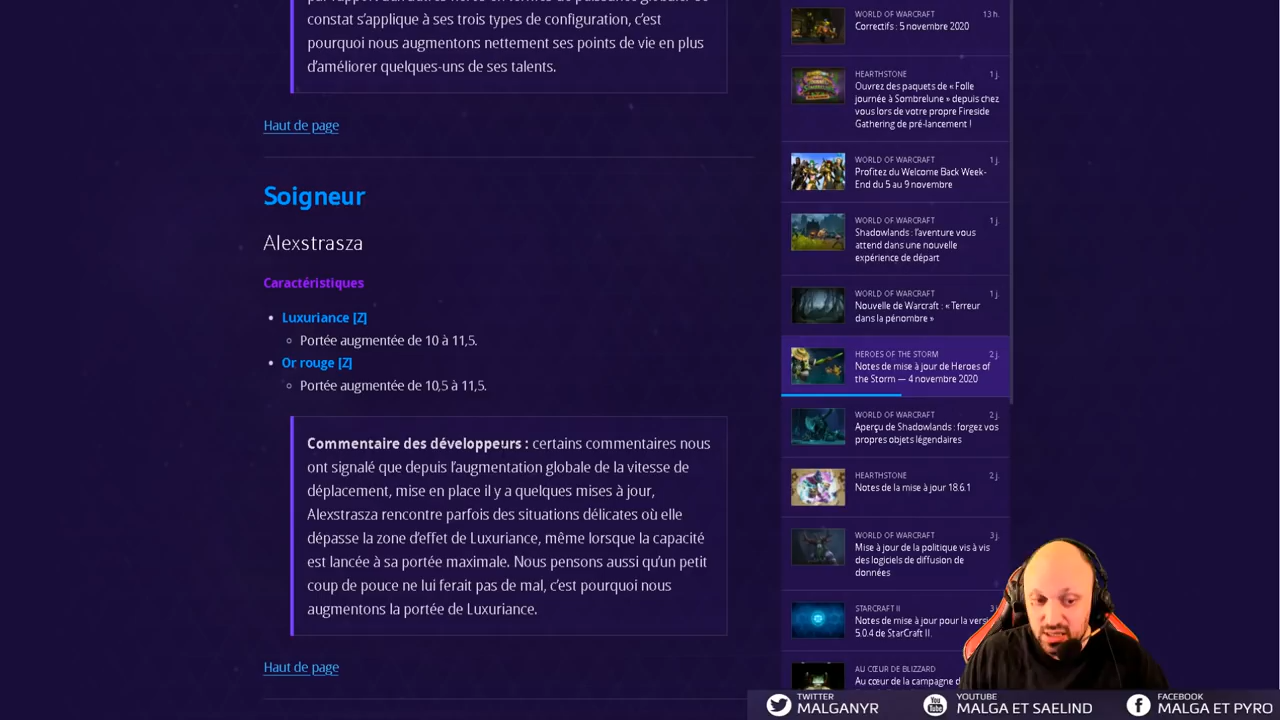 constat s'applique à ses trois types de configuration, c'est
pourquoi nous augmentons nettement ses points de vie en plus
d'améliorer quelques-uns de ses talents.
Haut de page
Soigneur
Alexstrasza
Caractéristiques
Luxuriance [Z]
Portée augmentée de 10 à 11,5.
Or rouge [Z]
Portée augmentée de 10,5 à 11,5.
Commentaire des développeurs : certains commentaires nous
ont signalé que depuis l'augmentation globale de la vitesse de
déplacement, mise en place il y a quelques mises à jour,
Alexstrasza rencontre parfois des situations délicates où elle
dépasse la zone d'effet de Luxuriance, même lorsque la capacité
est lancée à sa portée maximale. Nous pensons aussi qu'un petit
coup de pouce ne lui ferait pas de mal, c'est pourquoi nous
augmentons la portée de Luxuriance.
Haut de page
WORLD OF WARCRAFT 13 h.
Correctifs : 5 novembre 2020
HEARTHSTONE 1 j.
Ouvrez des paquets de « Folle
journée à Sombrelune » depuis chez
vous lors de votre propre Fireside
Gathering de pré-lancement !
WORLD OF WARCRAFT 1 j.
Profitez du Welcome Back Week-
End du 5 au 9 novembre
WORLD OF WARCRAFT 1 j.
Shadowlands : l'aventure vous
attend dans une nouvelle
expérience de départ
WORLD OF WARCRAFT 1 j.
Nouvelle de Warcraft : « Terreur
dans la pénombre »
HEROES OF THE STORM 2 j.
Notes de mise à jour de Heroes of
the Storm — 4 novembre 2020
WORLD OF WARCRAFT 2 j.
Aperçu de Shadowlands : forgez vos
propres objets légendaires
HEARTHSTONE 2 j.
Notes de la mise à jour 18.6.1
WORLD OF WARCRAFT 3 j.
Mise à jour de la politique vis à vis
des logiciels de diffusion de
données
STARCRAFT II 3 j.
Notes de mise à jour pour la
5.0.4 de StarCraft II.
AU CŒUR DE BLIZZARD
Au cœur de la campagne
TWITTER
MALGANYR
YOUTUBE
MALGA ET SAELIND
FACEBOOK
MALGA ET PYRO